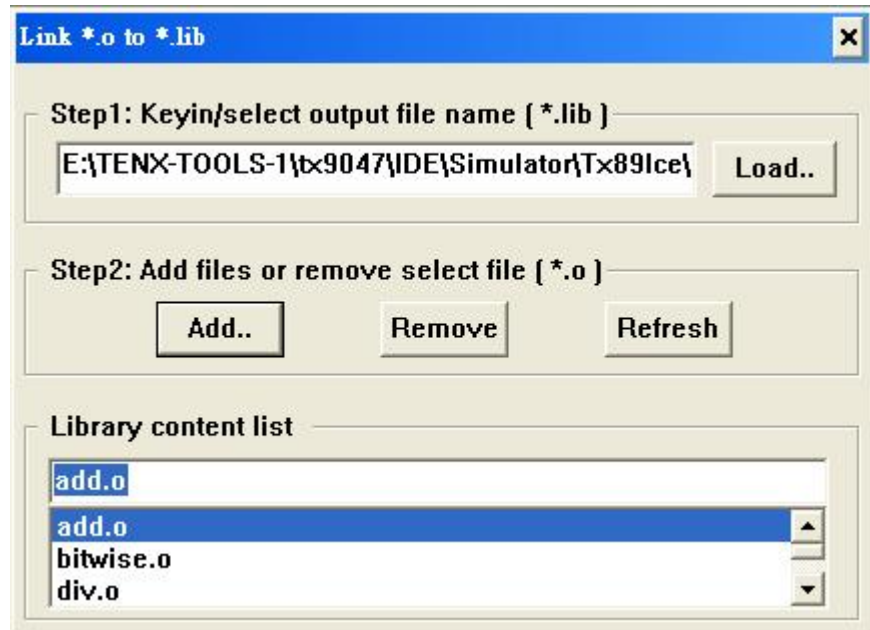 Link *.o to *.lib
Step1: Keyin/select output file name ( *.lib )
E:\TENX-TOOLS-1\tx9047\IDE\Simulator\Tx89Ice\
Load..
Step2: Add files or remove select file ( *.o )
Add..
Remove
Refresh
Library content list
add.o
add.o
bitwise.o
div.o